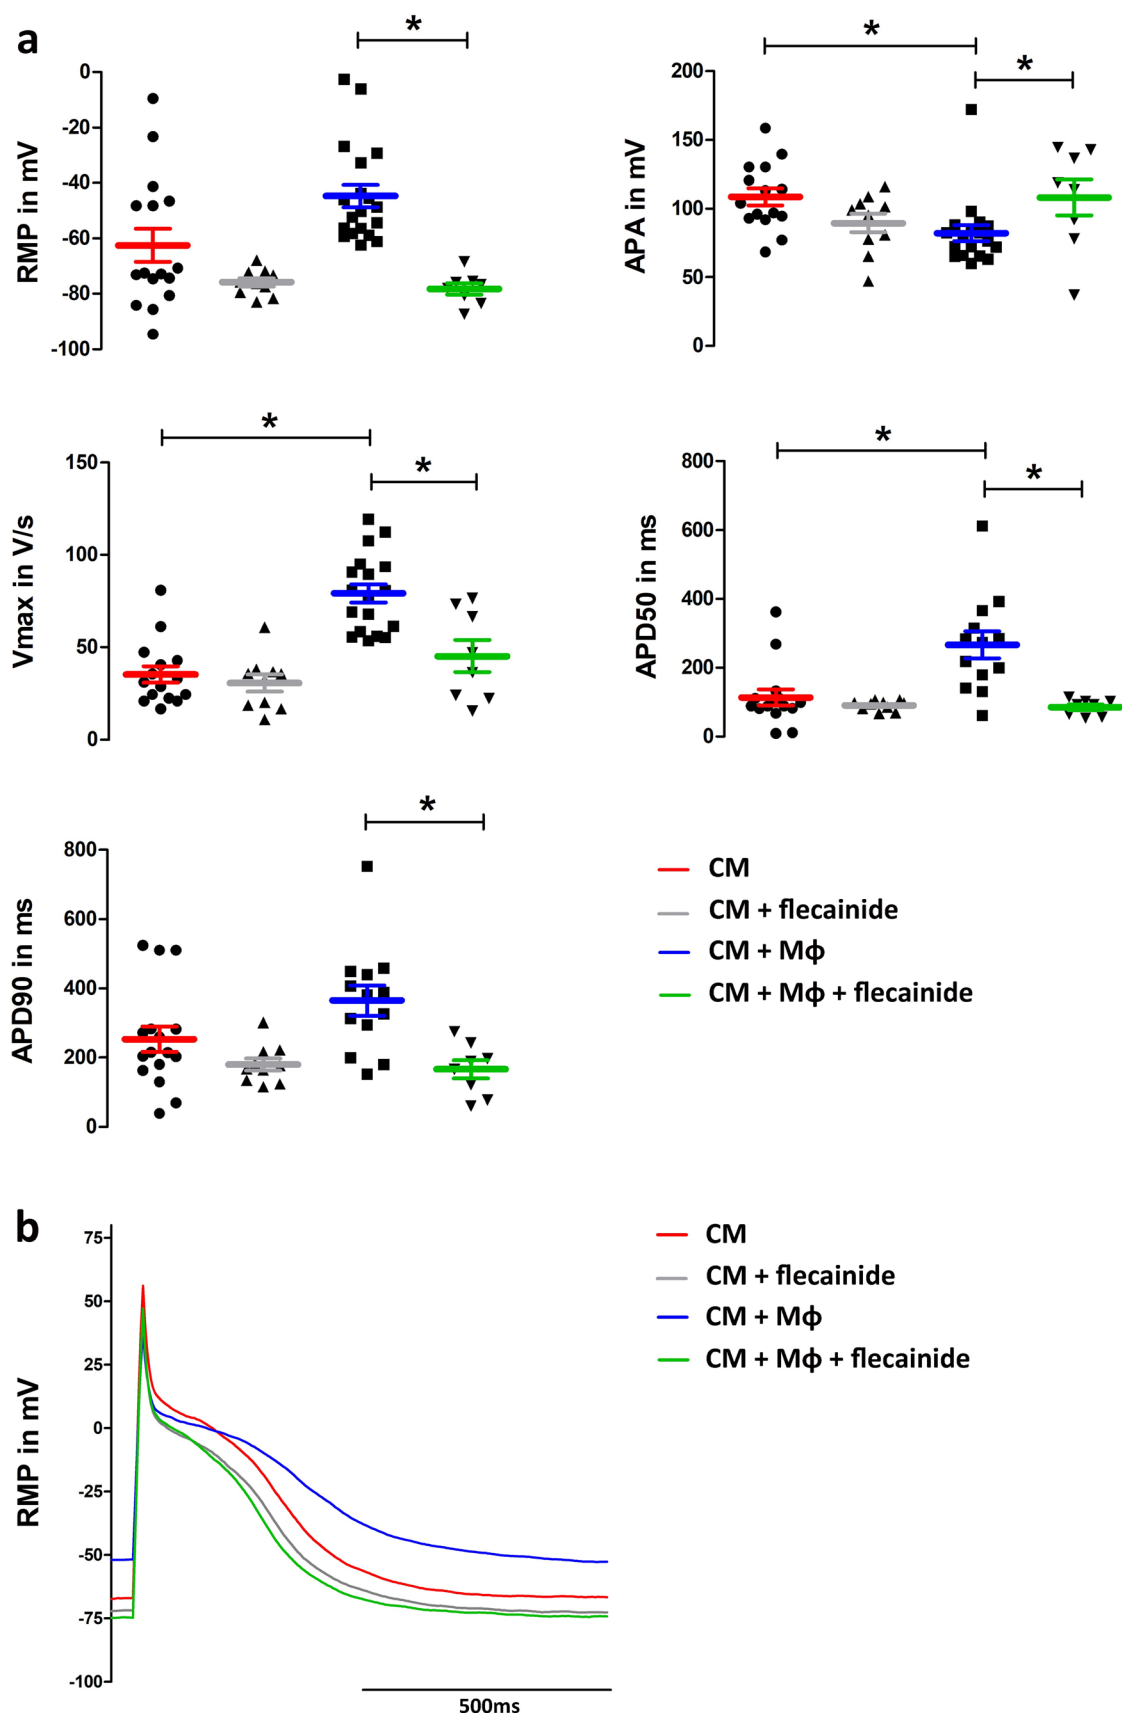 a
*
RMP in mV
0
-20
-40
-60
-80
-100
*
*
APA in mV
200
150
100
50
0
*
*
Vmax in V/s
150
100
50
0
*
*
APD50 in ms
800
600
400
200
0
*
APD90 in ms
800
600
400
200
0
CM
CM + flecainide
CM + Mϕ
CM + Mϕ + flecainide
b
RMP in mV
75
50
25
0
-25
-50
-75
-100
500ms
CM
CM + flecainide
CM + Mϕ
CM + Mϕ + flecainide